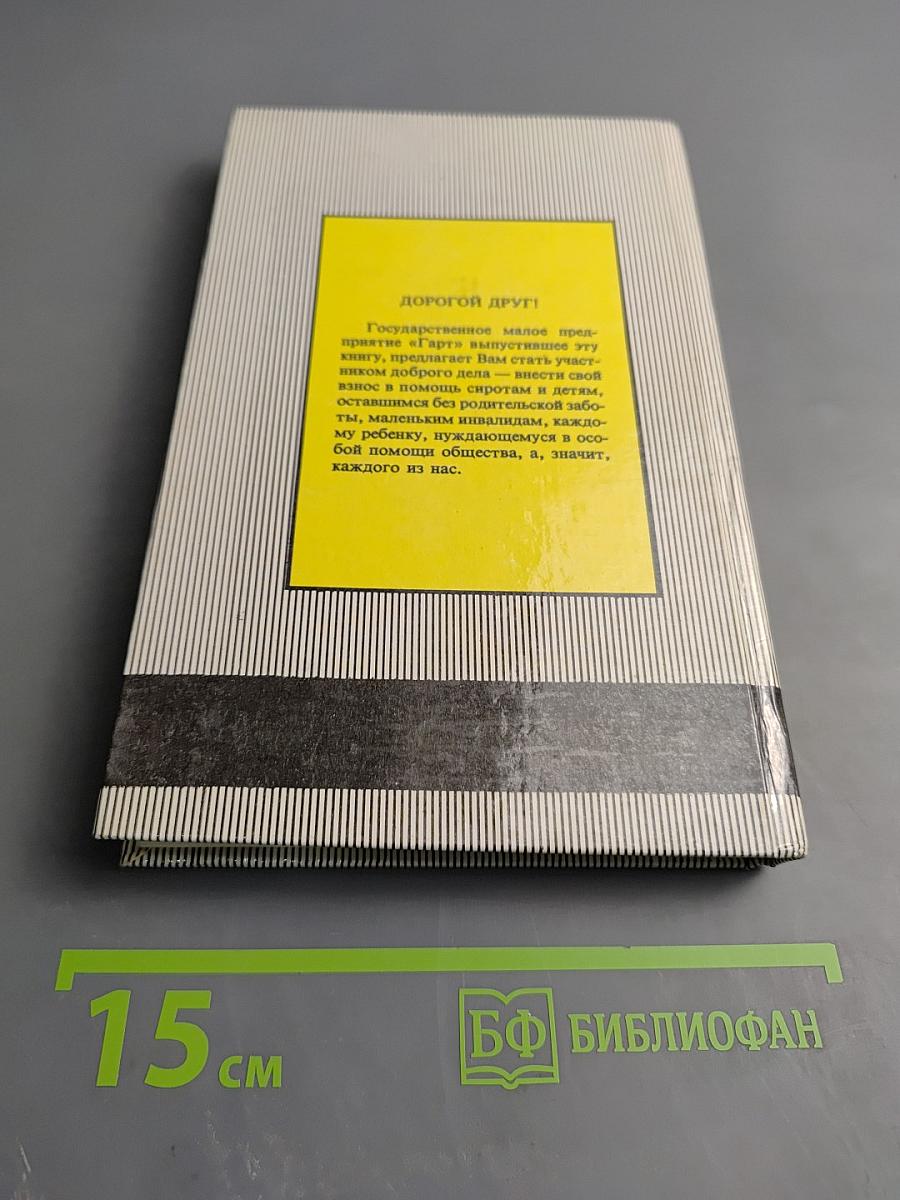 ДОРОГОЙ ДРУГ!
Государственное малое пред-
приятие «Гарт» выпустившее эту
книгу, предлагает Вам стать участ-
ником доброго дела — внести свой
взнос в помощь сиротам и детям,
оставшимся без родительской забо-
ты, маленьким инвалидам, каждо-
му ребенку, нуждающемуся в осо-
бой помощи общества, а, значит,
каждого из нас.
15 см
БФ БИБЛИОФАН